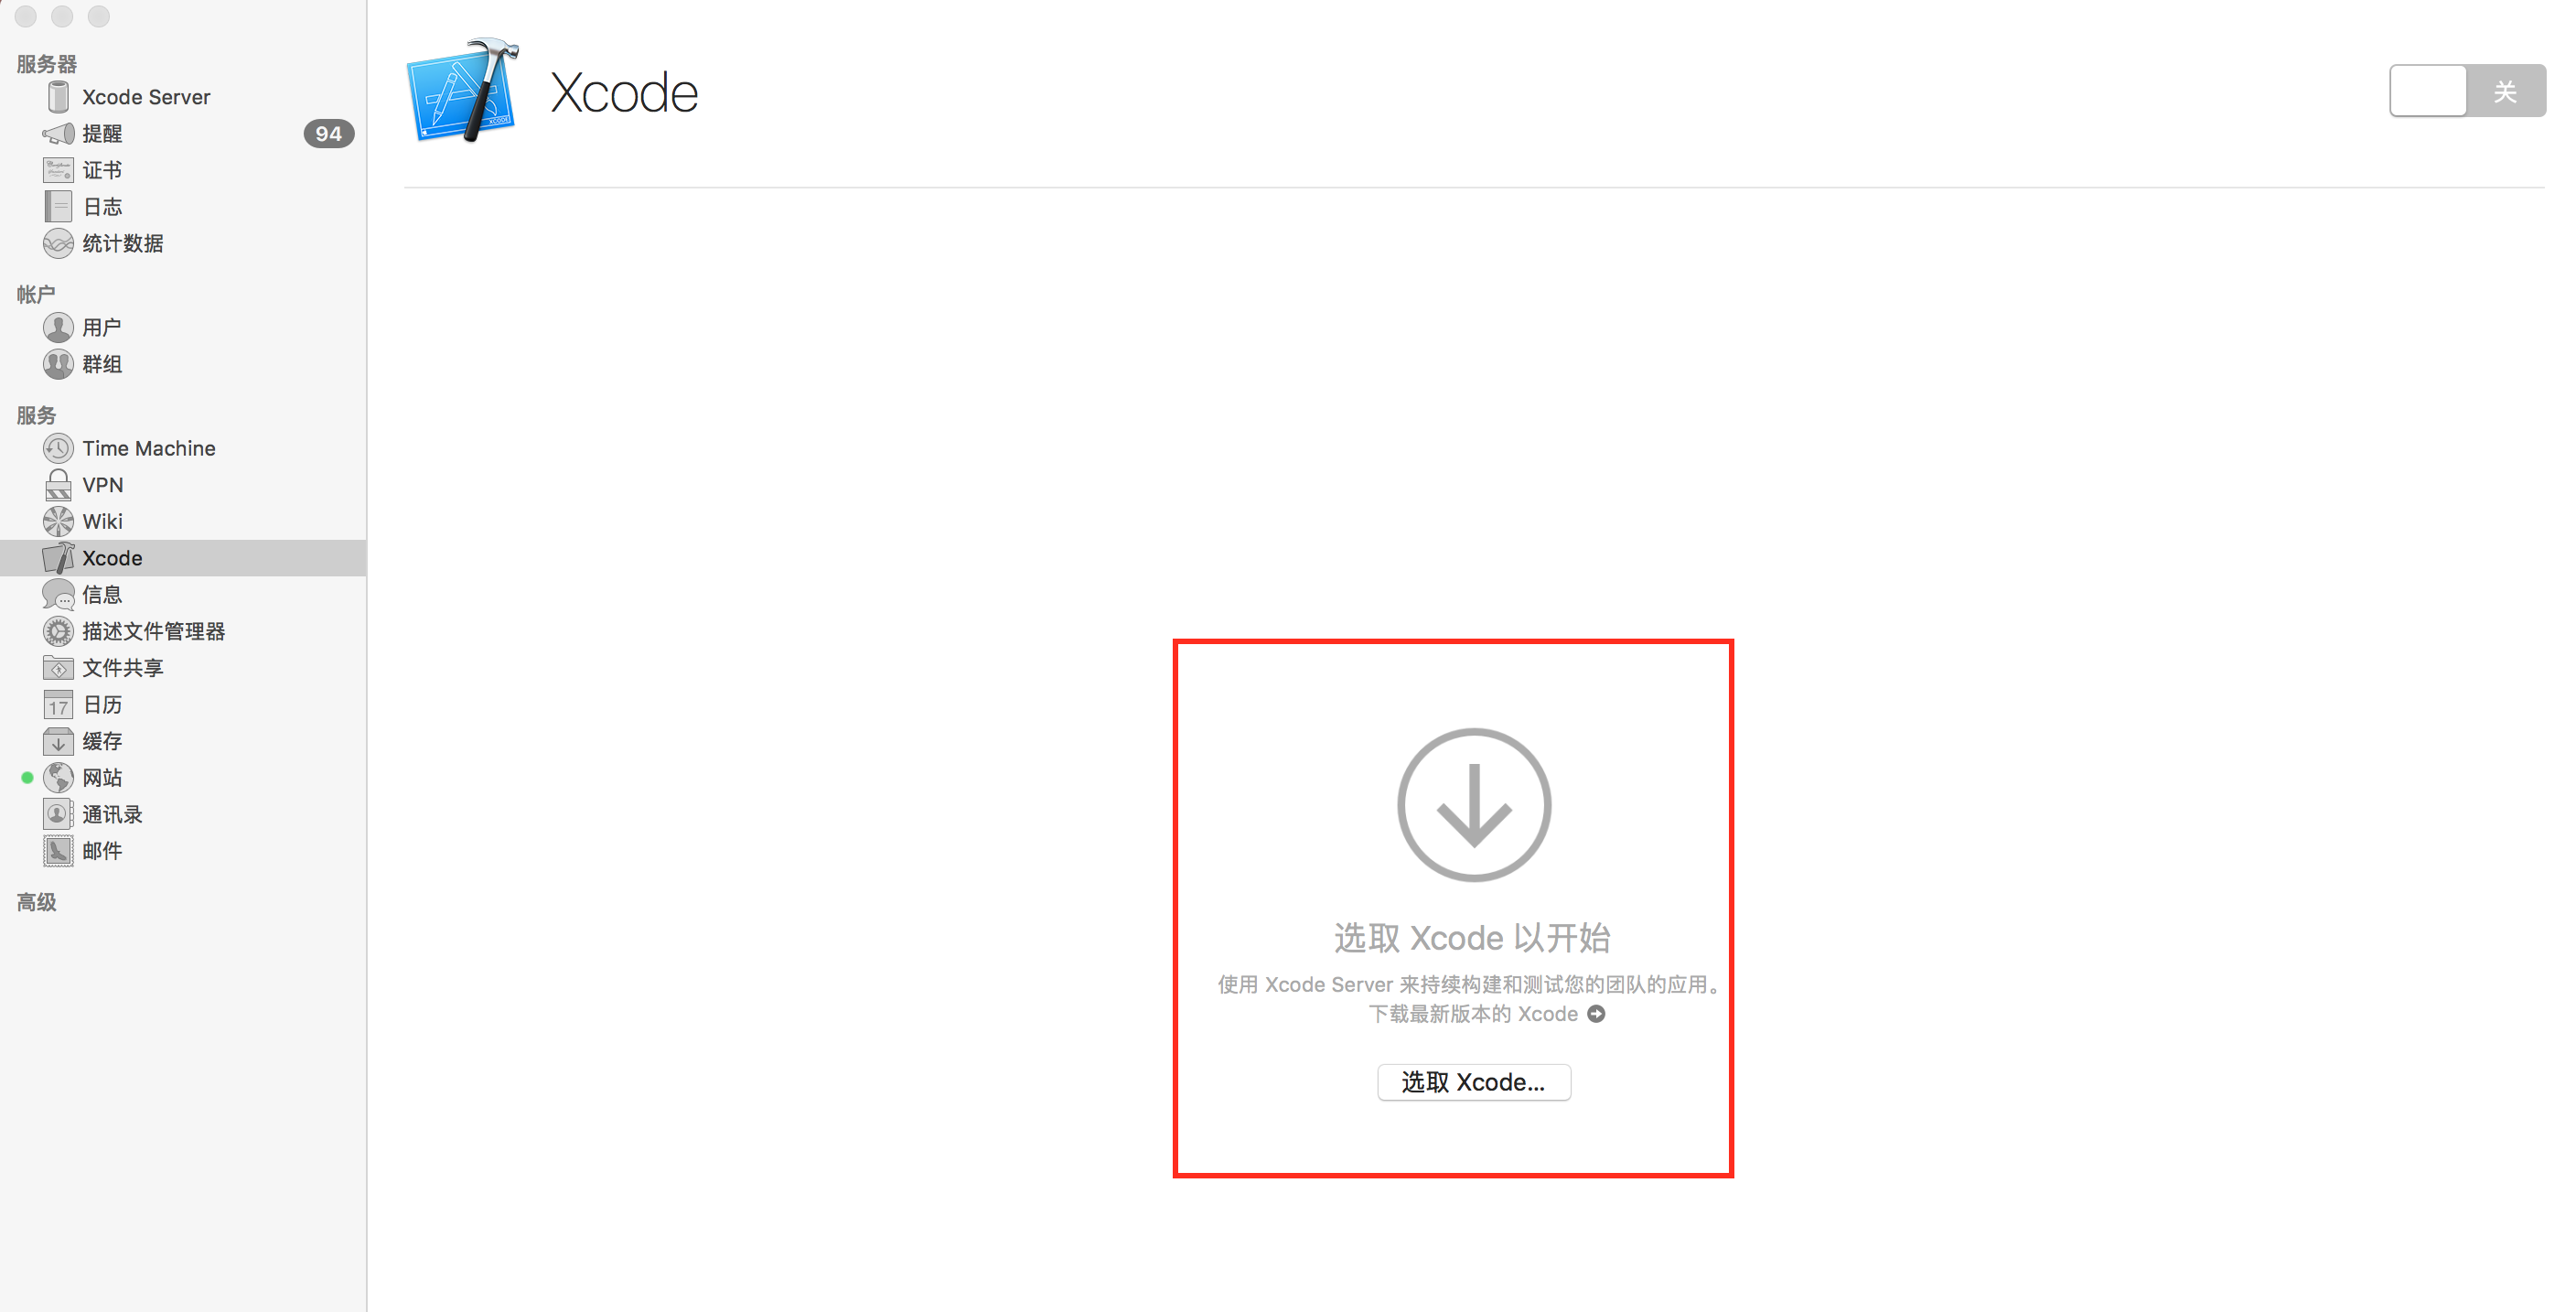 服务器
Xcode Server
提醒 94
证书
日志
统计数据
帐户
用户
群组
服务
Time Machine
VPN
Wiki
Xcode
信息
描述文件管理器
文件共享
17 日历
缓存
网站
通讯录
邮件
高级
XCODE
Xcode
关
选取 Xcode 以开始
使用 Xcode Server 来持续构建和测试您的团队的应用。
下载最新版本的 Xcode
选取 Xcode...